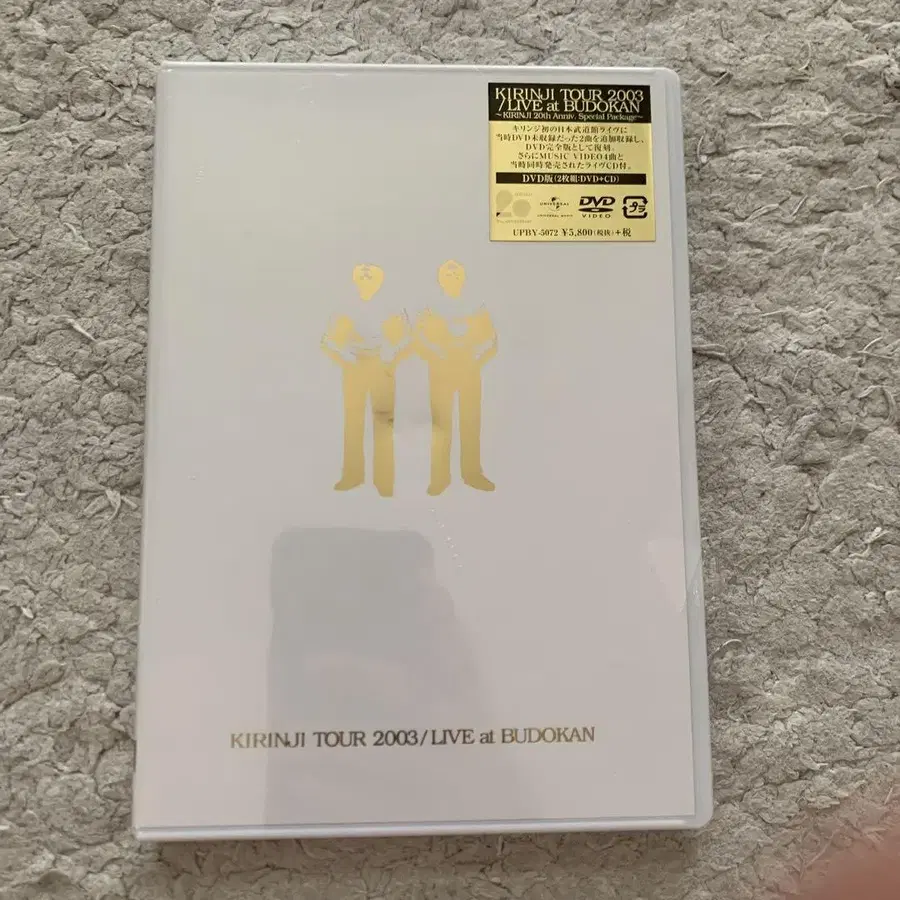 KIRINJI TOUR 2003
/LIVE at BUDOKAN
～KIRINJI 20th Anniv. Special Package～
キリンジ初の日本武道館ライヴに
当時DVD未収録だった2曲を追加収録し、
DVD完全版として復刻。
さらにMUSIC VIDEO4曲と
当時同時発売されたライヴCD付。
DVD版(2枚組:DVD+CD)
20
UNIVERSAL
DVD
VIDEO
プラ
UNIVERSAL MUSIC
UPBY-5072 ¥5,800(税抜)+税
KIRINJI TOUR 2003/LIVE at BUDOKAN